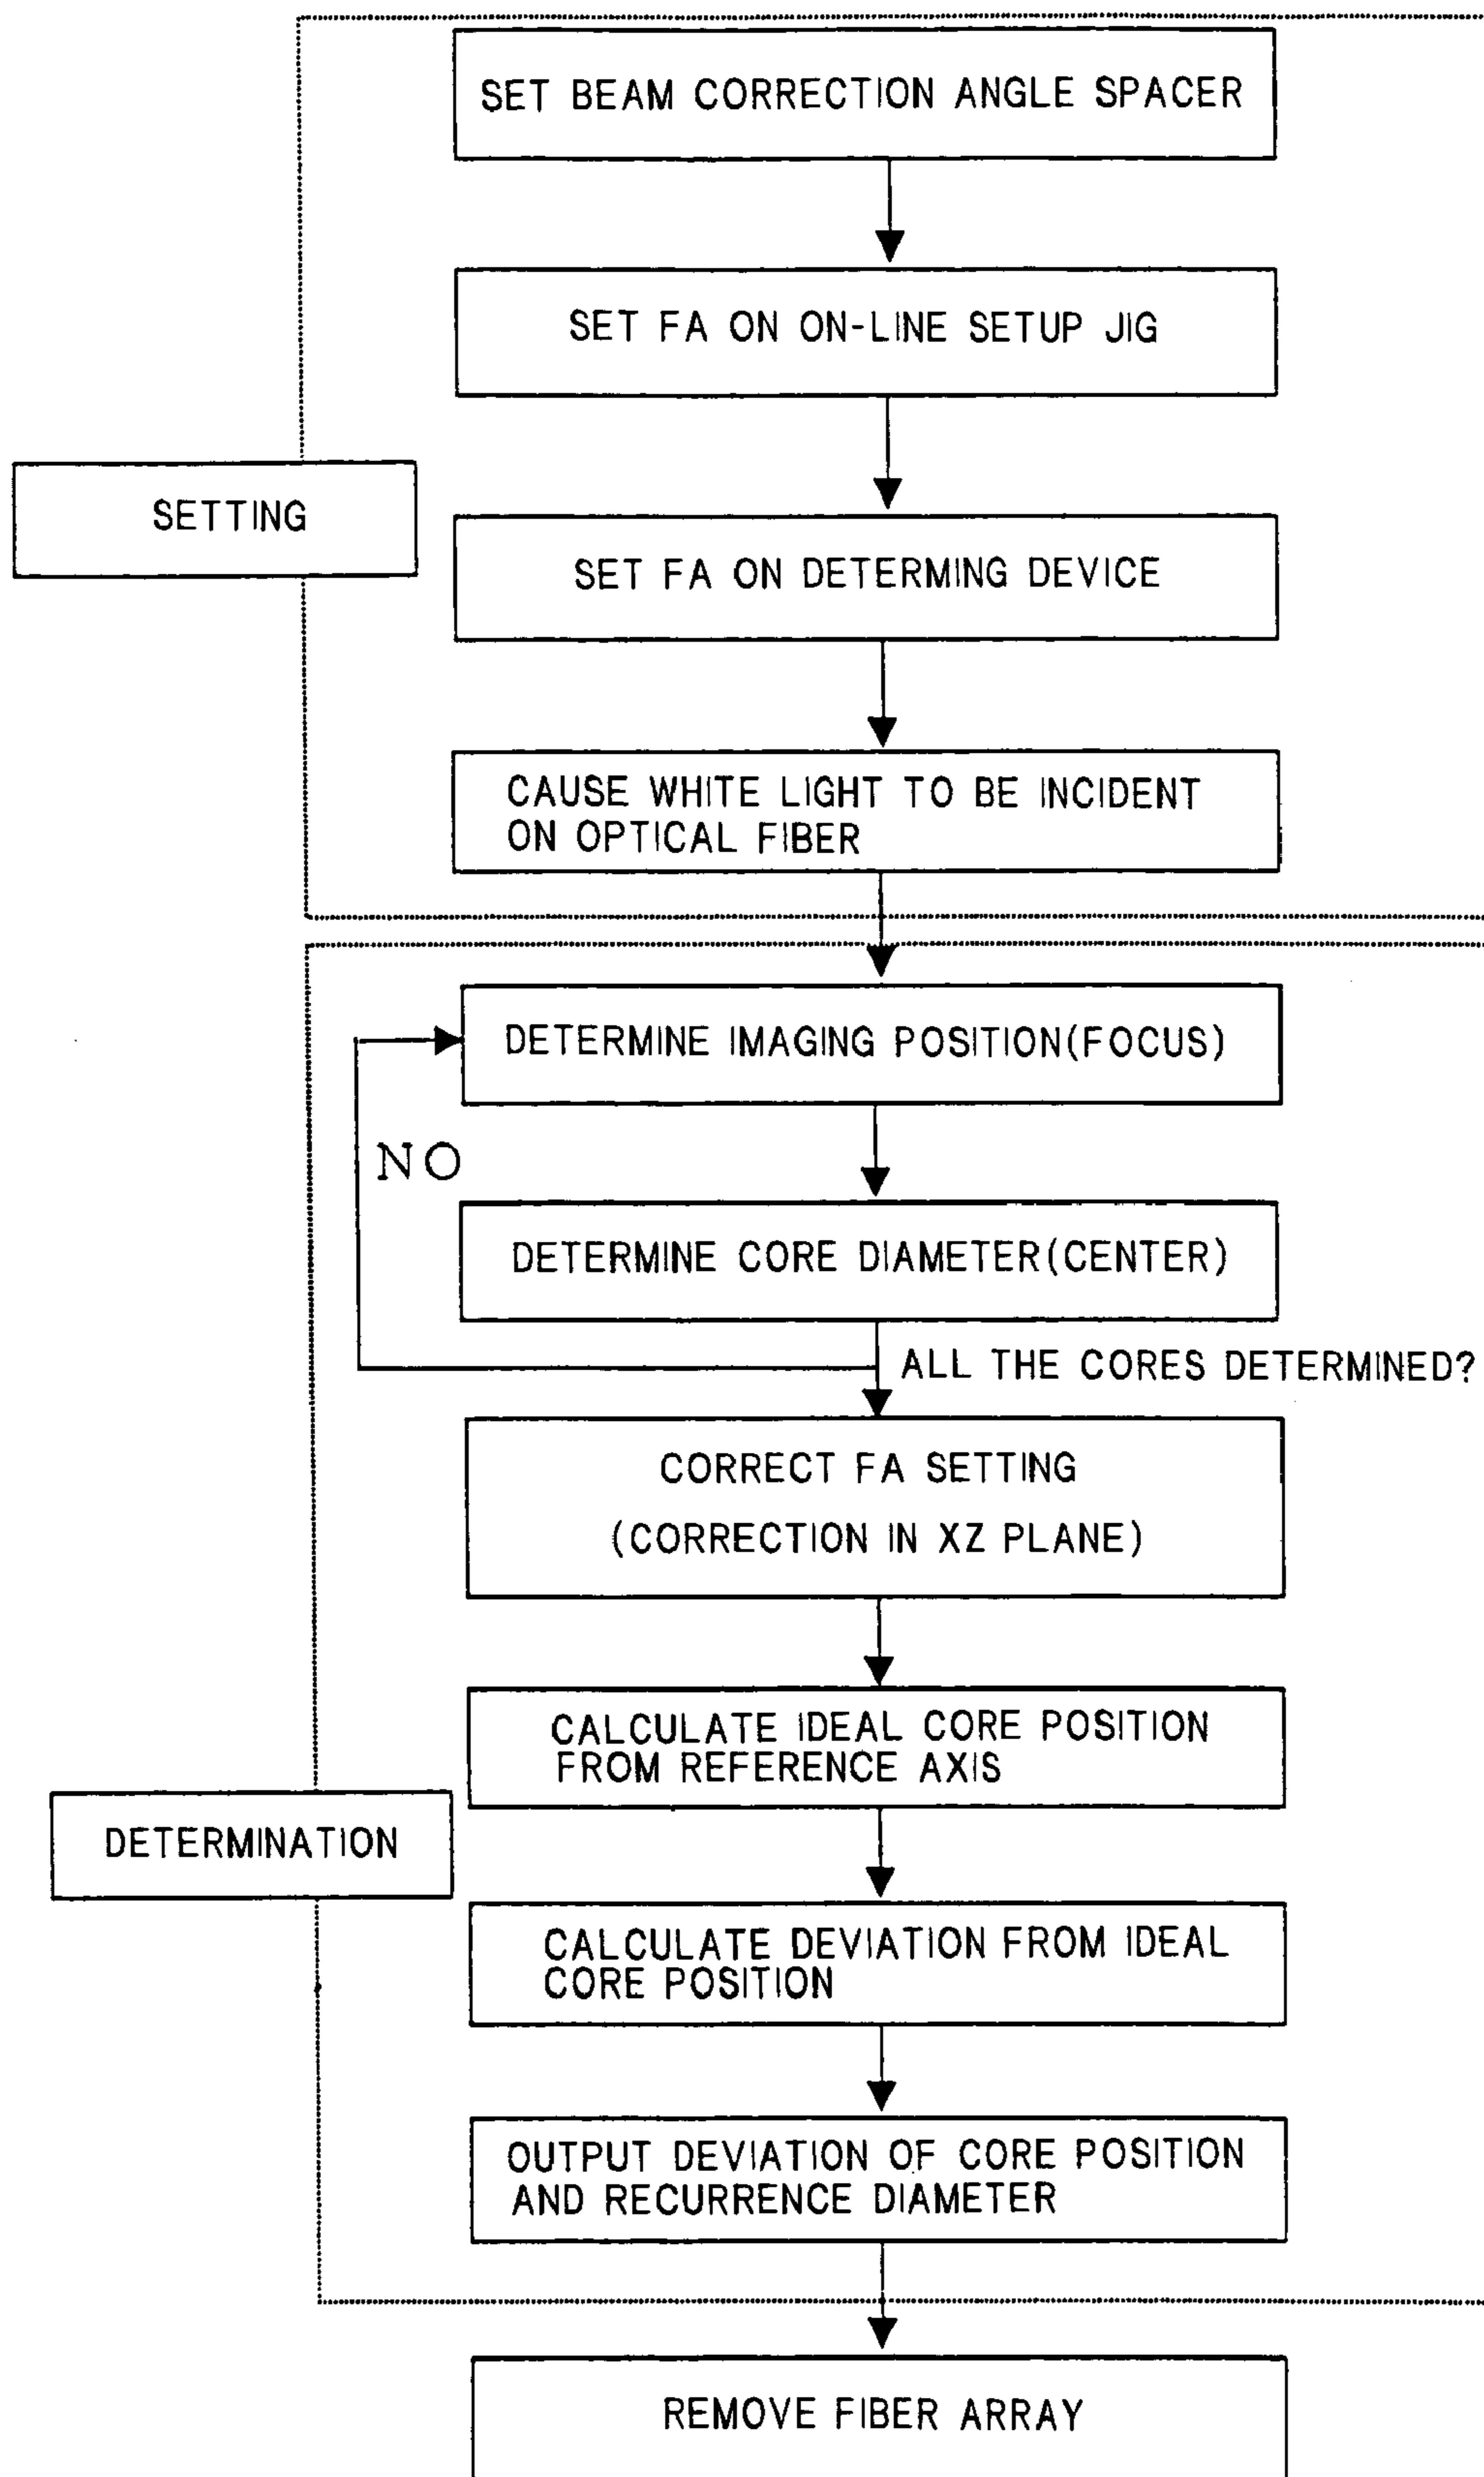 SET BEAM CORRECTION ANGLE SPACER
SET FA ON ON-LINE SETUP JIG
SETTING
SET FA ON DETERMING DEVICE
CAUSE WHITE LIGHT TO BE INCIDENT
ON OPTICAL FIBER
DETERMINE IMAGING POSITION(FOCUS)
NO
DETERMINE CORE DIAMETER(CENTER)
ALL THE CORES DETERMINED?
CORRECT FA SETTING
(CORRECTION IN XZ PLANE)
CALCULATE IDEAL CORE POSITION
FROM REFERENCE AXIS
DETERMINATION
CALCULATE DEVIATION FROM IDEAL
CORE POSITION
OUTPUT DEVIATION OF CORE POSITION
AND RECURRENCE DIAMETER
REMOVE FIBER ARRAY